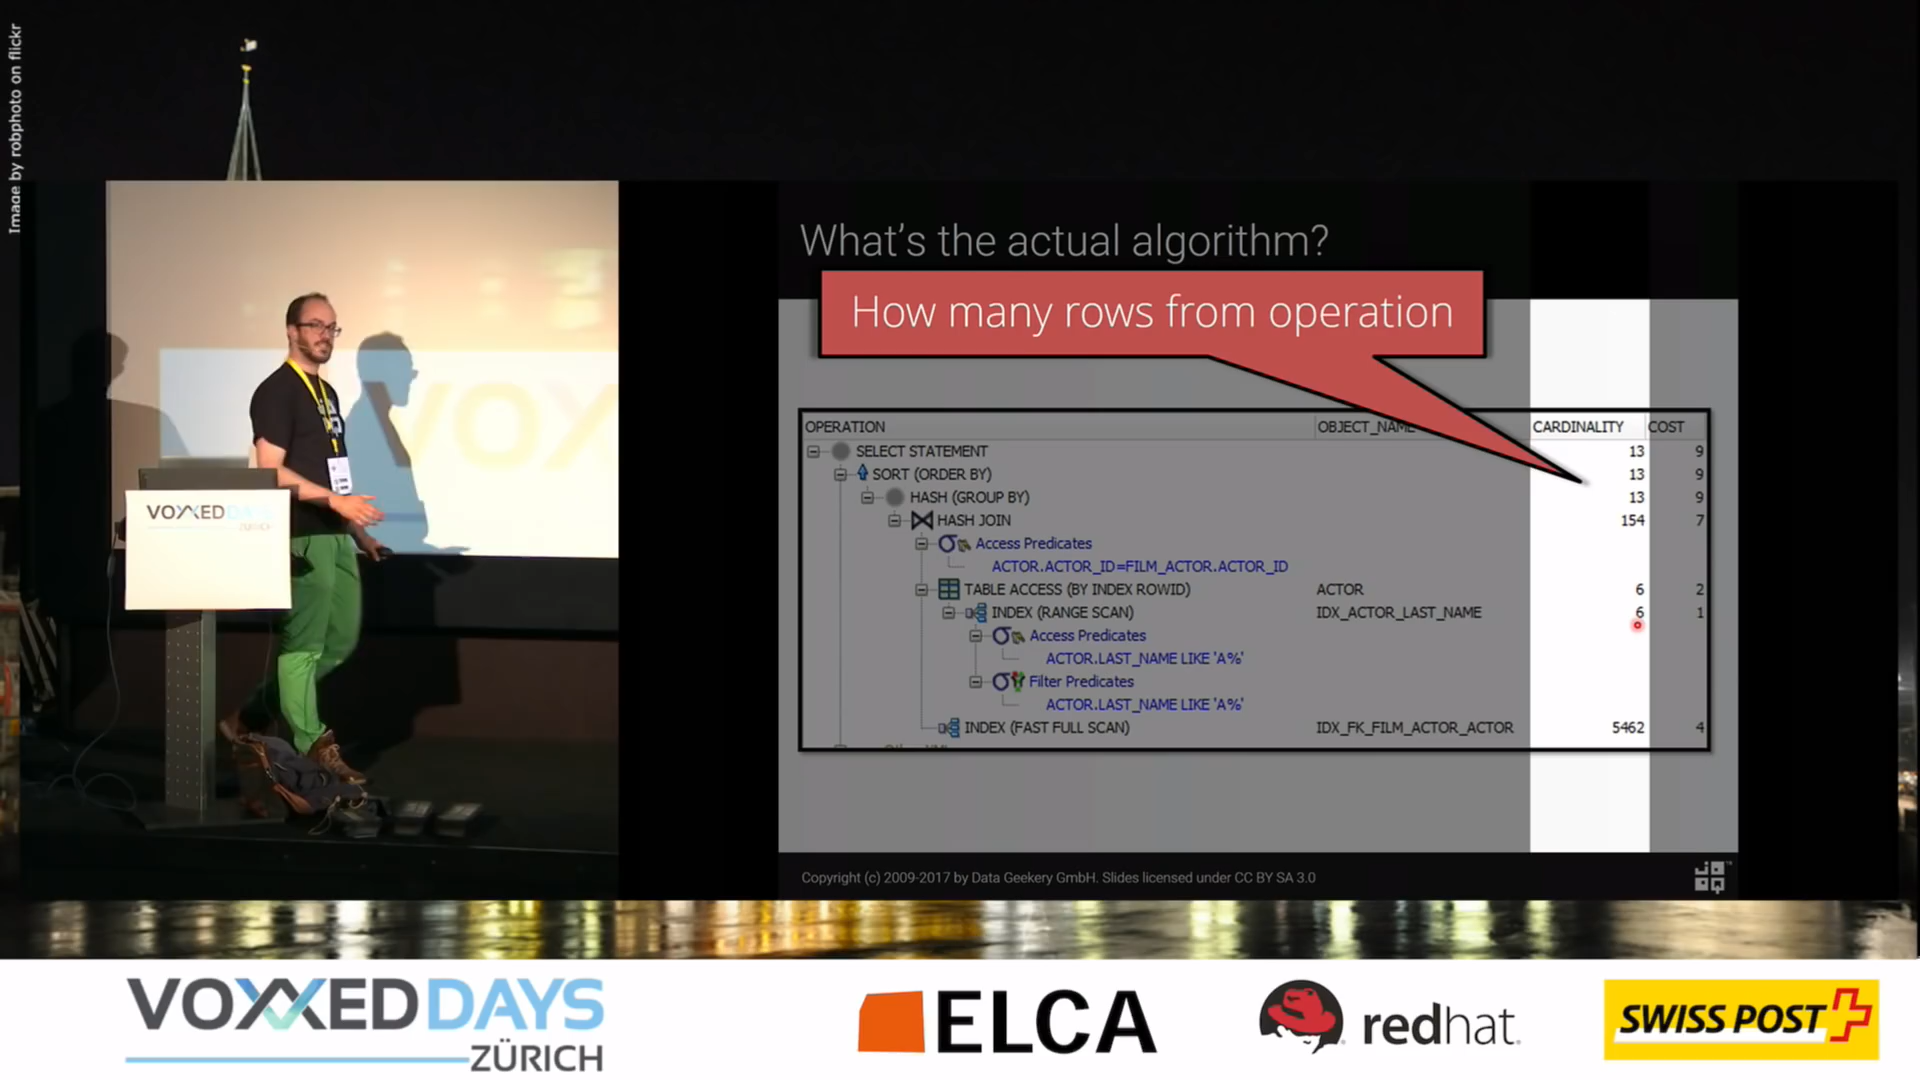 Image by robphoto on flickr
What's the actual algorithm?
How many rows from operation
OPERATION OBJECT_NAME CARDINALITY COST
SELECT STATEMENT 13 9
SORT (ORDER BY) 13 9
HASH (GROUP BY) 13 9
HASH JOIN 154 7
Access Predicates
ACTOR.ACTOR_ID=FILM_ACTOR.ACTOR_ID
TABLE ACCESS (BY INDEX ROWID) ACTOR 6 2
INDEX (RANGE SCAN) IDX_ACTOR_LAST_NAME 6 1
Access Predicates
ACTOR.LAST_NAME LIKE 'A%'
Filter Predicates
ACTOR.LAST_NAME LIKE 'A%'
INDEX (FAST FULL SCAN) IDX_FK_FILM_ACTOR_ACTOR 5462 4
Copyright (c) 2009-2017 by Data Geekery GmbH. Slides licensed under CC BY SA 3.0
JOOQ
VOX
VOXXED DAYS
ZÜRICH
VOXXED DAYS
ZÜRICH
ELCA
redhat.
SWISS POST